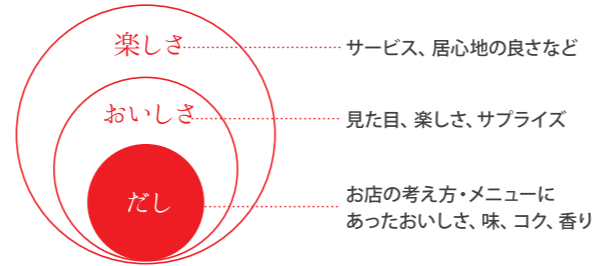 楽しさ
サービス、居心地の良さなど
おいしさ
見た目、楽しさ、サプライズ
だし
お店の考え方・メニューに
あったおいしさ、味、コク、香り